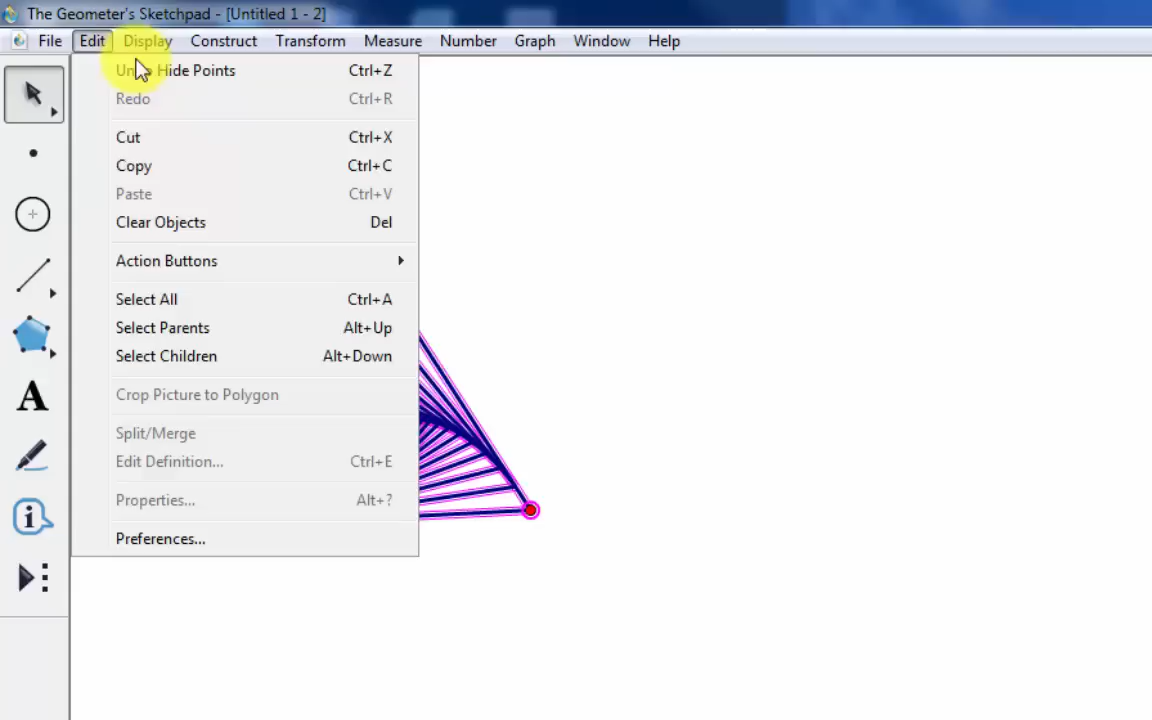 The Geometer's Sketchpad - [Untitled 1 - 2]
File Edit Display Construct Transform Measure Number Graph Window Help
Hide Points Ctrl+Z
Redo Ctrl+R
Cut Ctrl+X
Copy Ctrl+C
Paste Ctrl+V
Clear Objects Del
Action Buttons
Select All Ctrl+A
Select Parents Alt+Up
Select Children Alt+Down
Crop Picture to Polygon
Split/Merge
Edit Definition... Ctrl+E
Properties... Alt+?
Preferences...
A
i